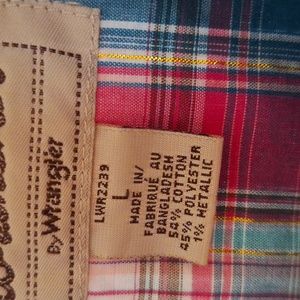 by Wrangler
LWR2239
L
MADE IN/
FABRIQUÉ AU
BANGLADESH
54% COTTON
45% POLYESTER
1% METALLIC